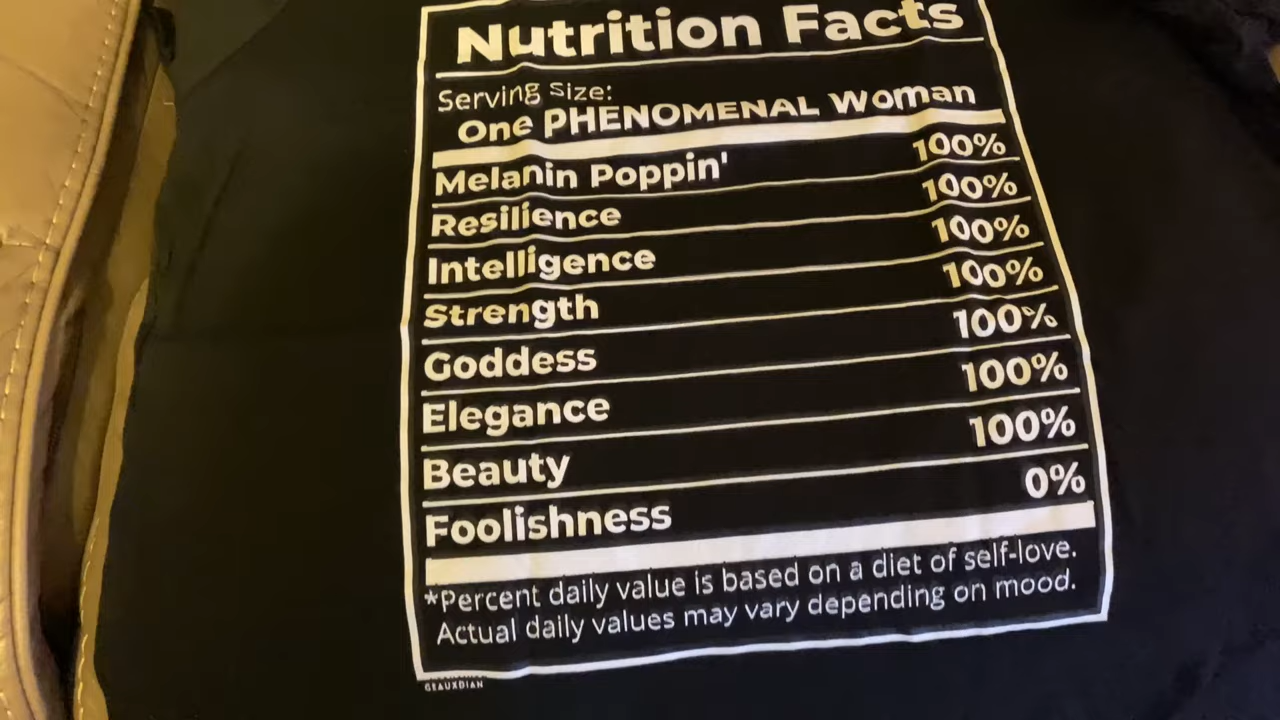 Nutrition Facts
Serving Size:
One PHENOMENAL Woman
Melanin Poppin' 100%
Resilience 100%
Intelligence 100%
Strength 100%
Goddess 100%
Elegance 100%
Beauty 100%
Foolishness 0%
*Percent daily value is based on a diet of self-love.
Actual daily values may vary depending on mood.
GEAUXDIAN